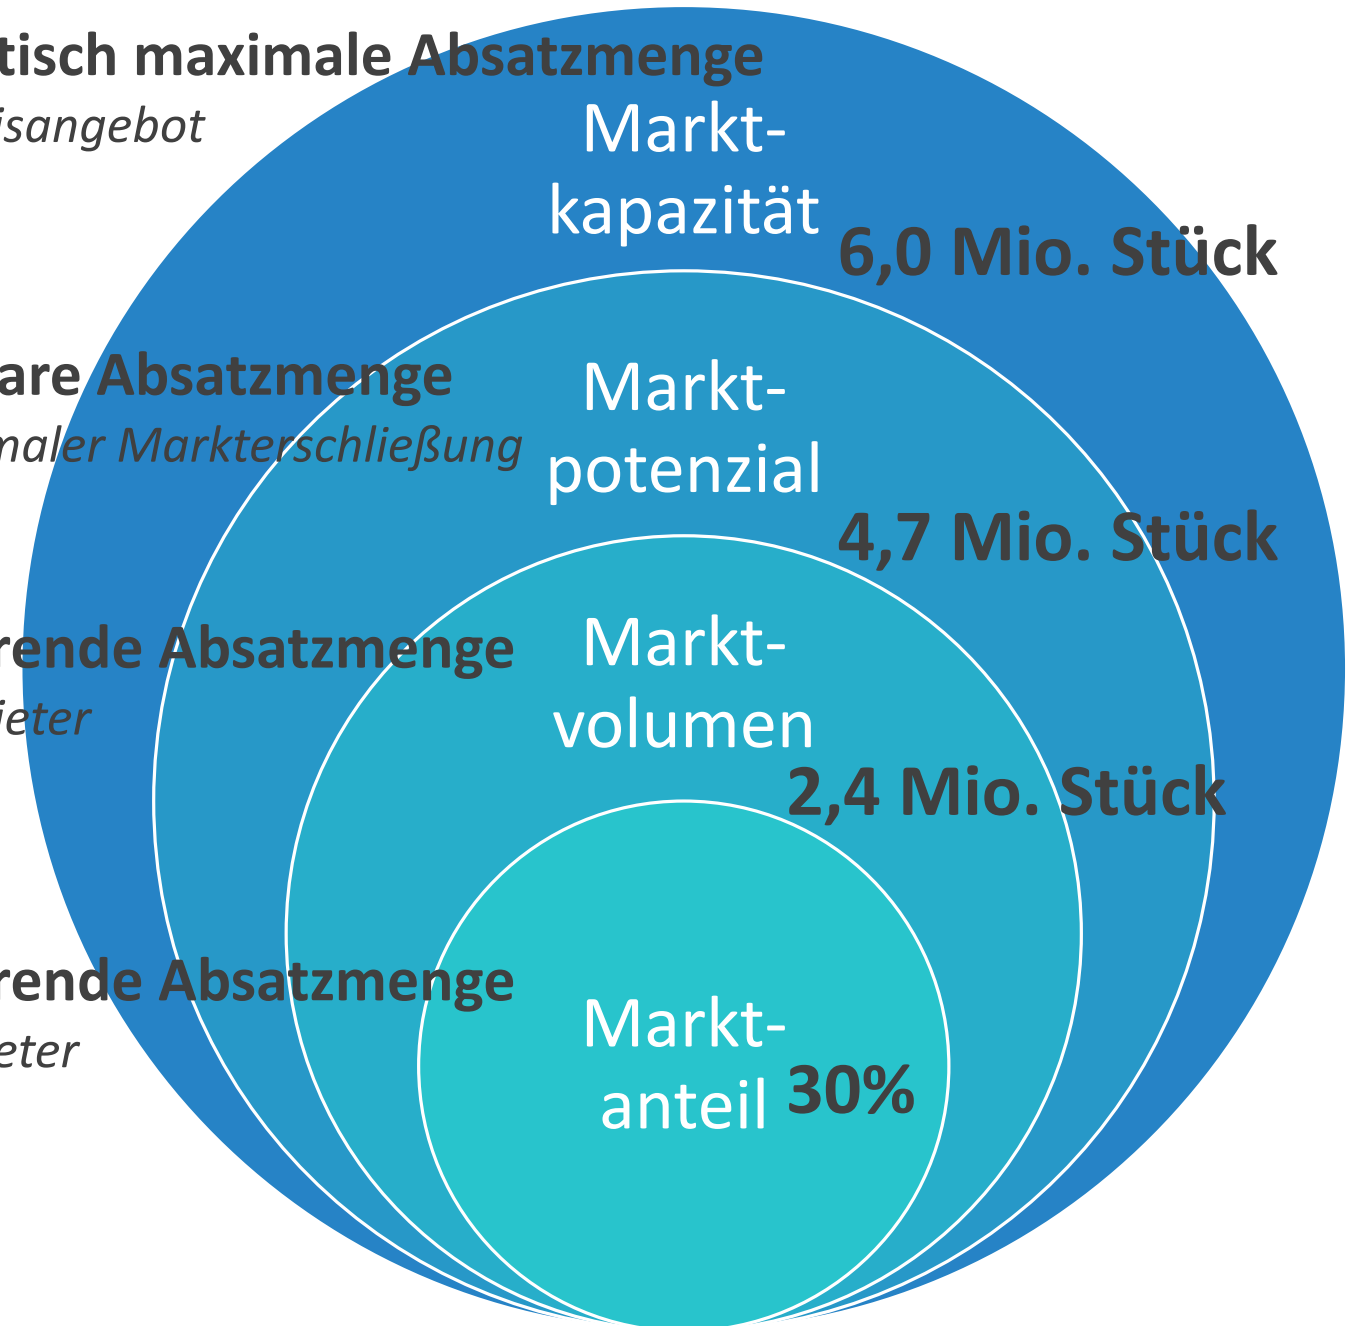 tisch maximale Absatzmenge
isangebot
Markt-
kapazität
6,0 Mio. Stück
are Absatzmenge
maler Markterschließung
Markt-
potenzial
4,7 Mio. Stück
rende Absatzmenge
ieter
Markt-
volumen
2,4 Mio. Stück
rende Absatzmenge
eter
Markt-
anteil
30%